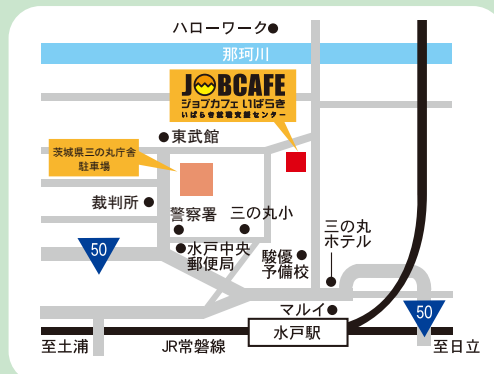 ハローワーク
那珂川
JOBCAFE
ジョブカフェいばらき
いばらき就職支援センター
東武館
茨城県三の丸庁舎
駐車場
裁判所
警察署
三の丸小
三の丸
ホテル
水戸中央
郵便局
駿優
予備校
50
マルイ
50
水戸駅
至土浦
JR常磐線
至日立